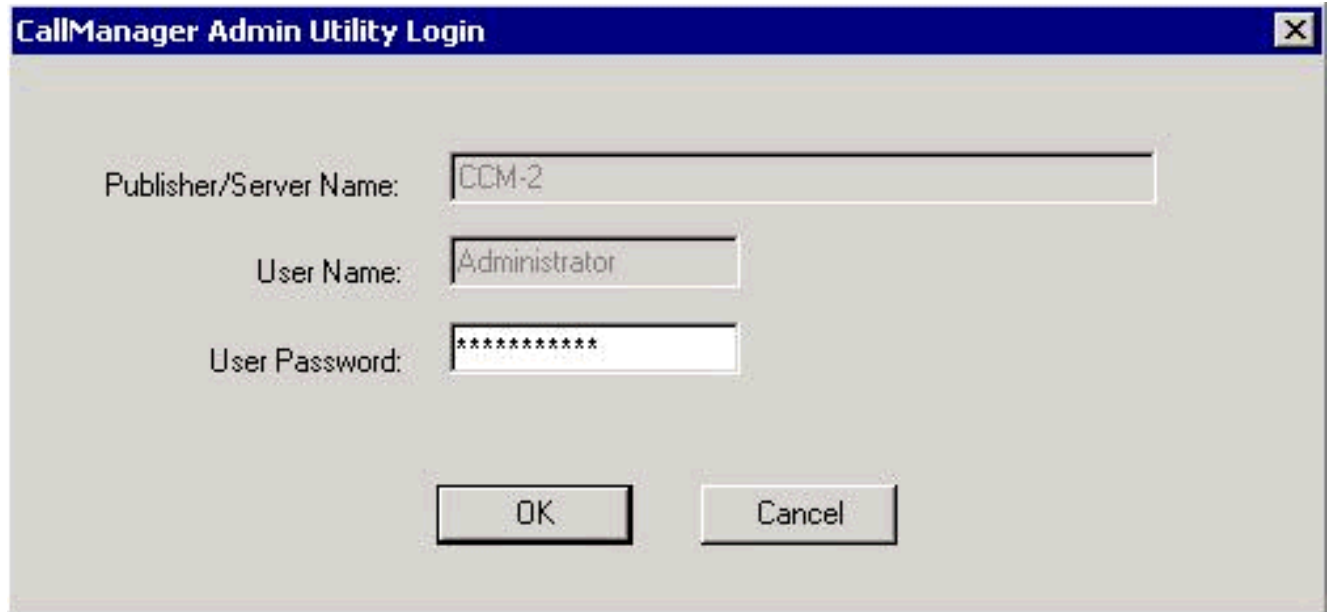 CallManager Admin Utility Login
Publisher/Server Name: CCM-2
User Name: Administrator
User Password: ***********
OK Cancel